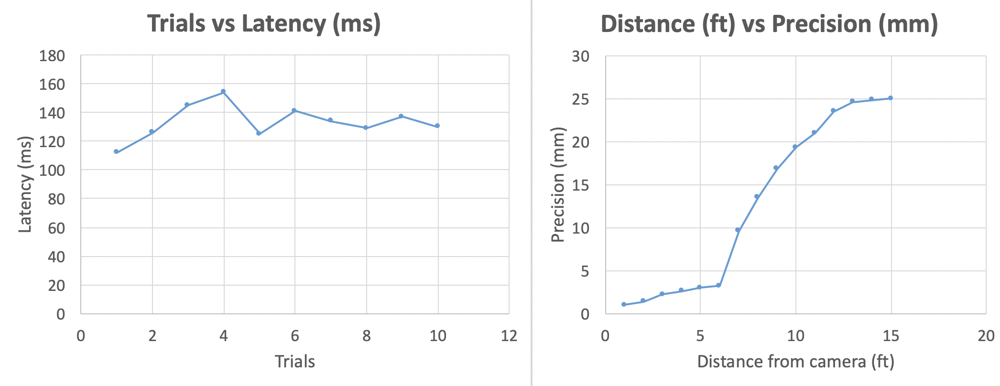 Trials vs Latency (ms)
180
160
140
120
100
80
60
40
20
0
Latency (ms)
0 2 4 6 8 10 12
Trials
Distance (ft) vs Precision (mm)
30
25
20
15
10
5
0
Precision (mm)
0 5 10 15 20
Distance from camera (ft)